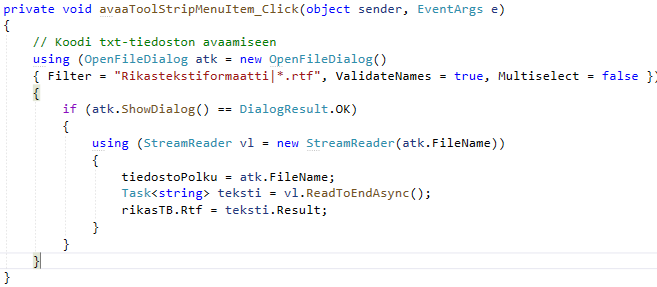 private void avaaToolStripMenuItem_Click(object sender, EventArgs e)
{
    // Koodi txt-tiedoston avaamiseen
    using (OpenFileDialog atk = new OpenFileDialog()
    { Filter = "Rikastekstiformaatti|*.rtf", ValidateNames = true, Multiselect = false })
    {
        if (atk.ShowDialog() == DialogResult.OK)
        {
            using (StreamReader vl = new StreamReader(atk.FileName))
            {
                tiedostoPolku = atk.FileName;
                Task<string> teksti = vl.ReadToEndAsync();
                rikasTB.Rtf = teksti.Result;
            }
        }
    }
}